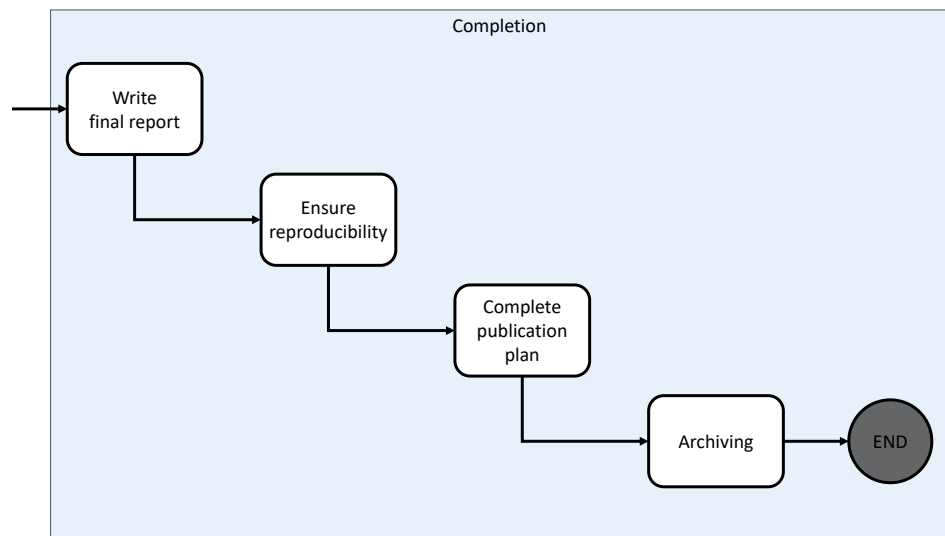 Completion
Write
final report
Ensure
reproducibility
Complete
publication
plan
Archiving
END